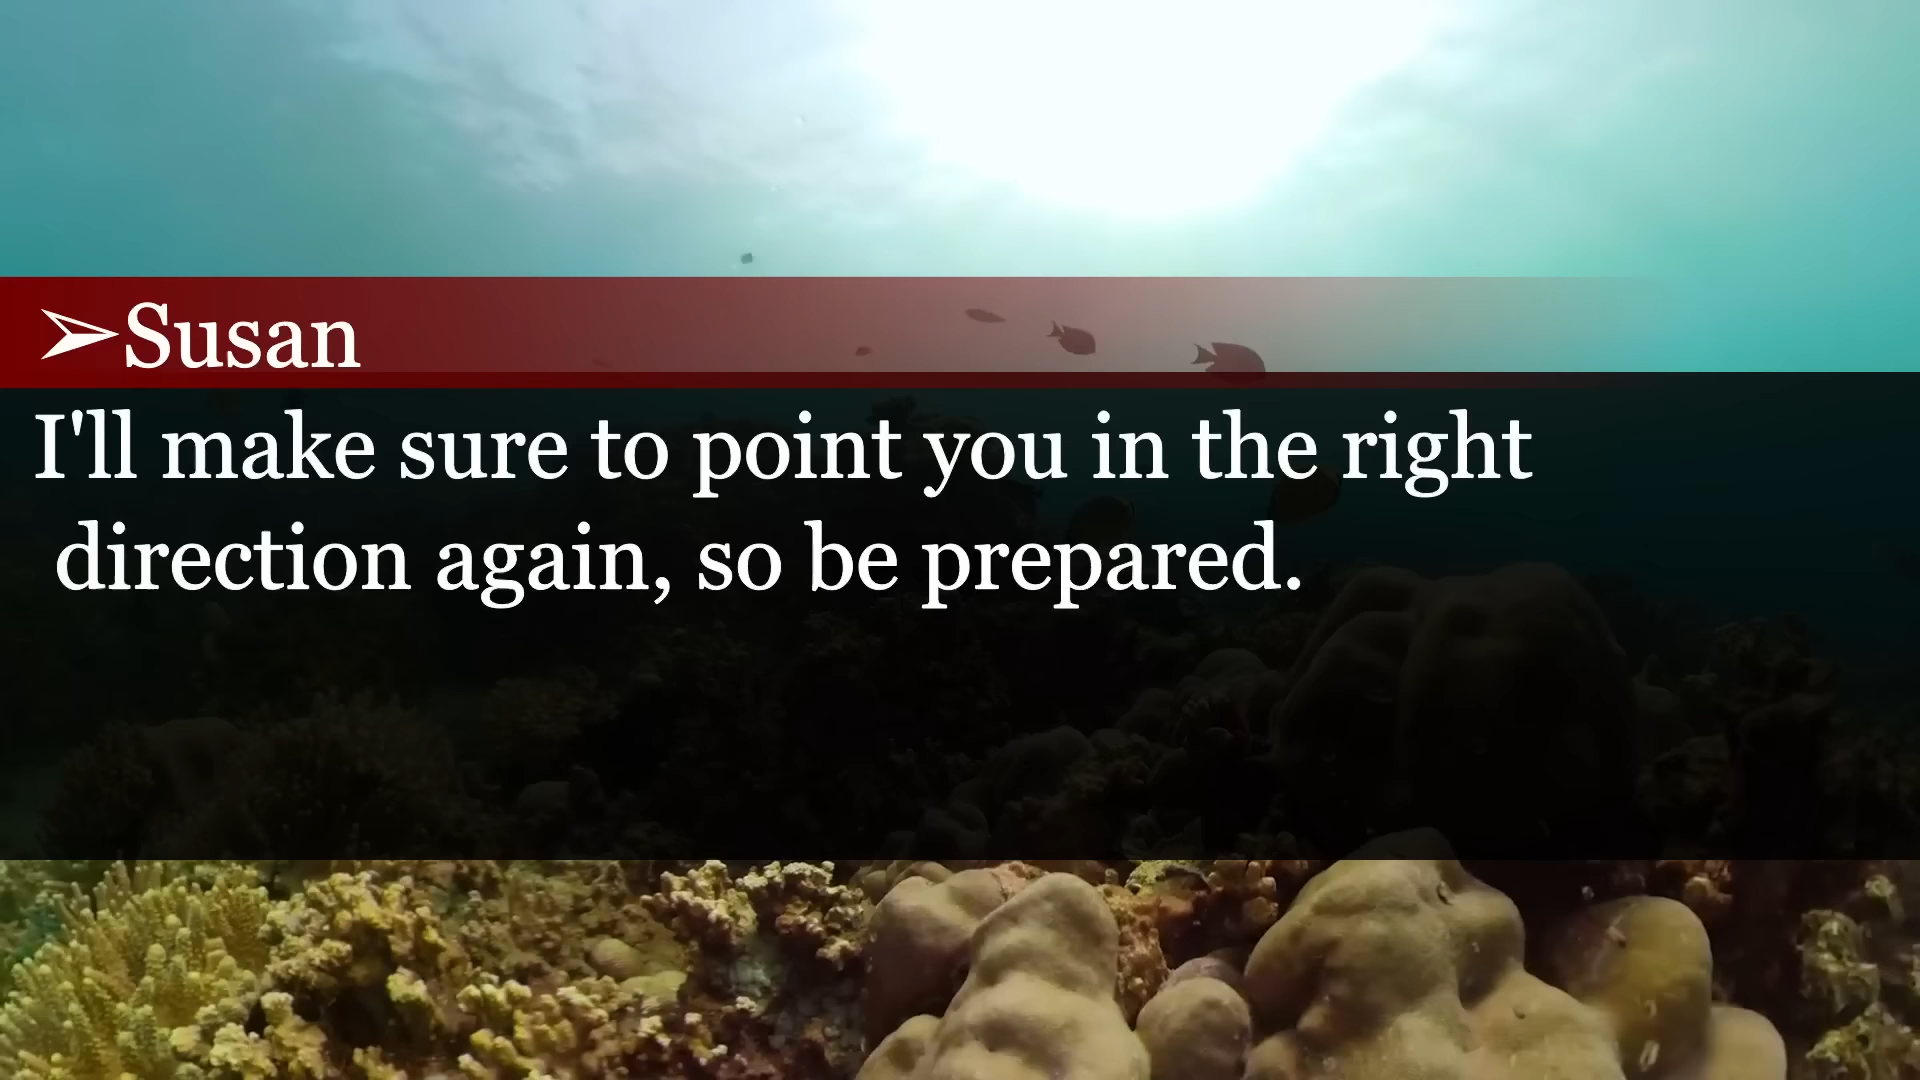 ➢Susan
I'll make sure to point you in the right
direction again, so be prepared.